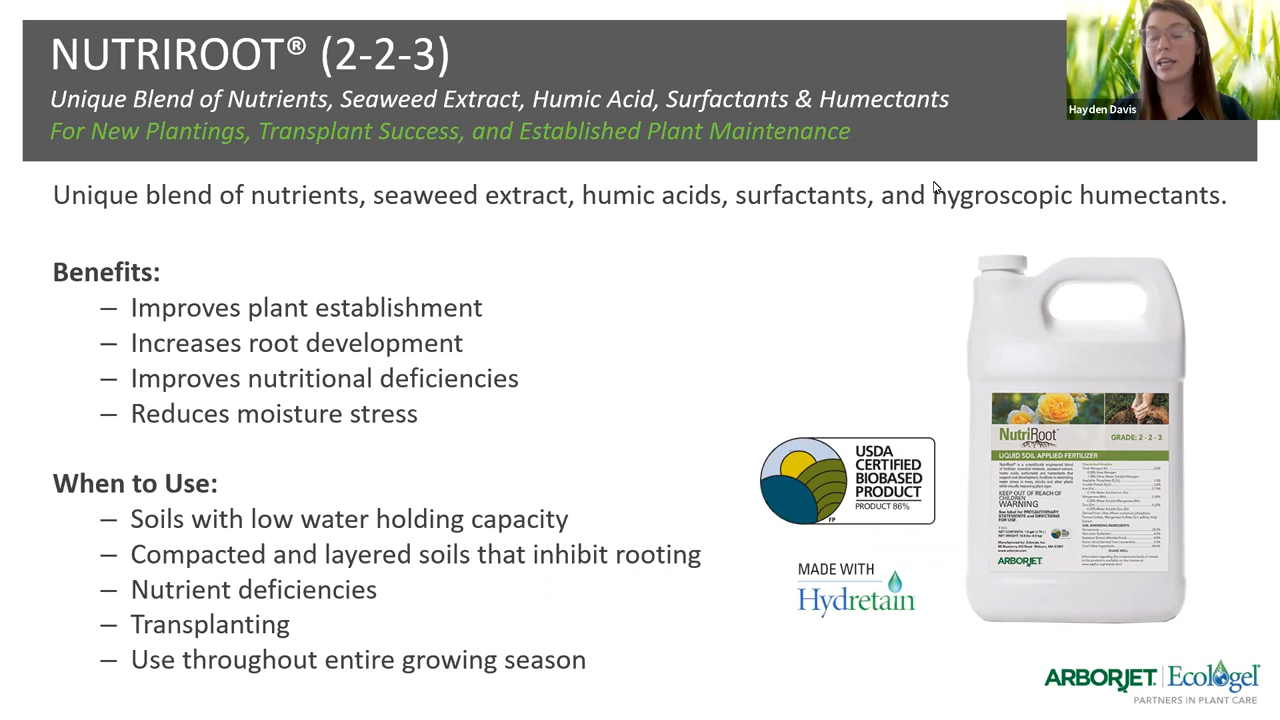 NUTRIROOT® (2-2-3)
Unique Blend of Nutrients, Seaweed Extract, Humic Acid, Surfactants & Humectants
For New Plantings, Transplant Success, and Established Plant Maintenance
Hayden Davis
Unique blend of nutrients, seaweed extract, humic acids, surfactants, and hygroscopic humectants.
Benefits:
– Improves plant establishment
– Increases root development
– Improves nutritional deficiencies
– Reduces moisture stress
When to Use:
– Soils with low water holding capacity
– Compacted and layered soils that inhibit rooting
– Nutrient deficiencies
– Transplanting
– Use throughout entire growing season
USDA
CERTIFIED
BIOBASED
PRODUCT
PRODUCT 86%
FP
MADE WITH
Hydretain
NutriRoot
GRADE: 2 - 2 - 3
LIQUID SOIL APPLIED FERTILIZER
KEEP OUT OF REACH OF
CHILDREN
WARNING
ARBORJET
ARBORJET | Ecologel
PARTNERS IN PLANT CARE